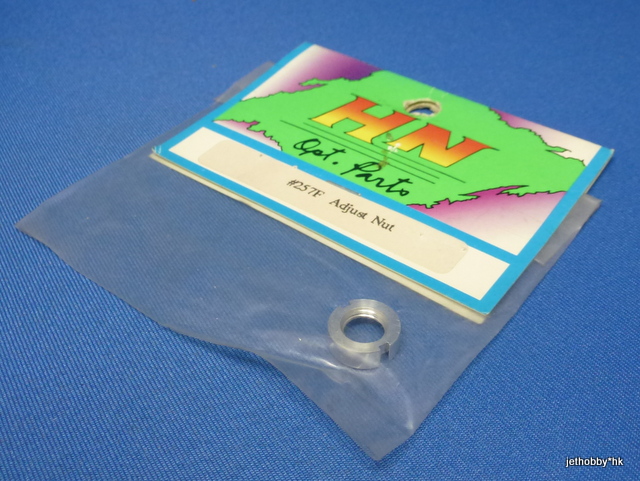 HN
Opt. Parts
#257F Adjust Nut
jethobby*hk